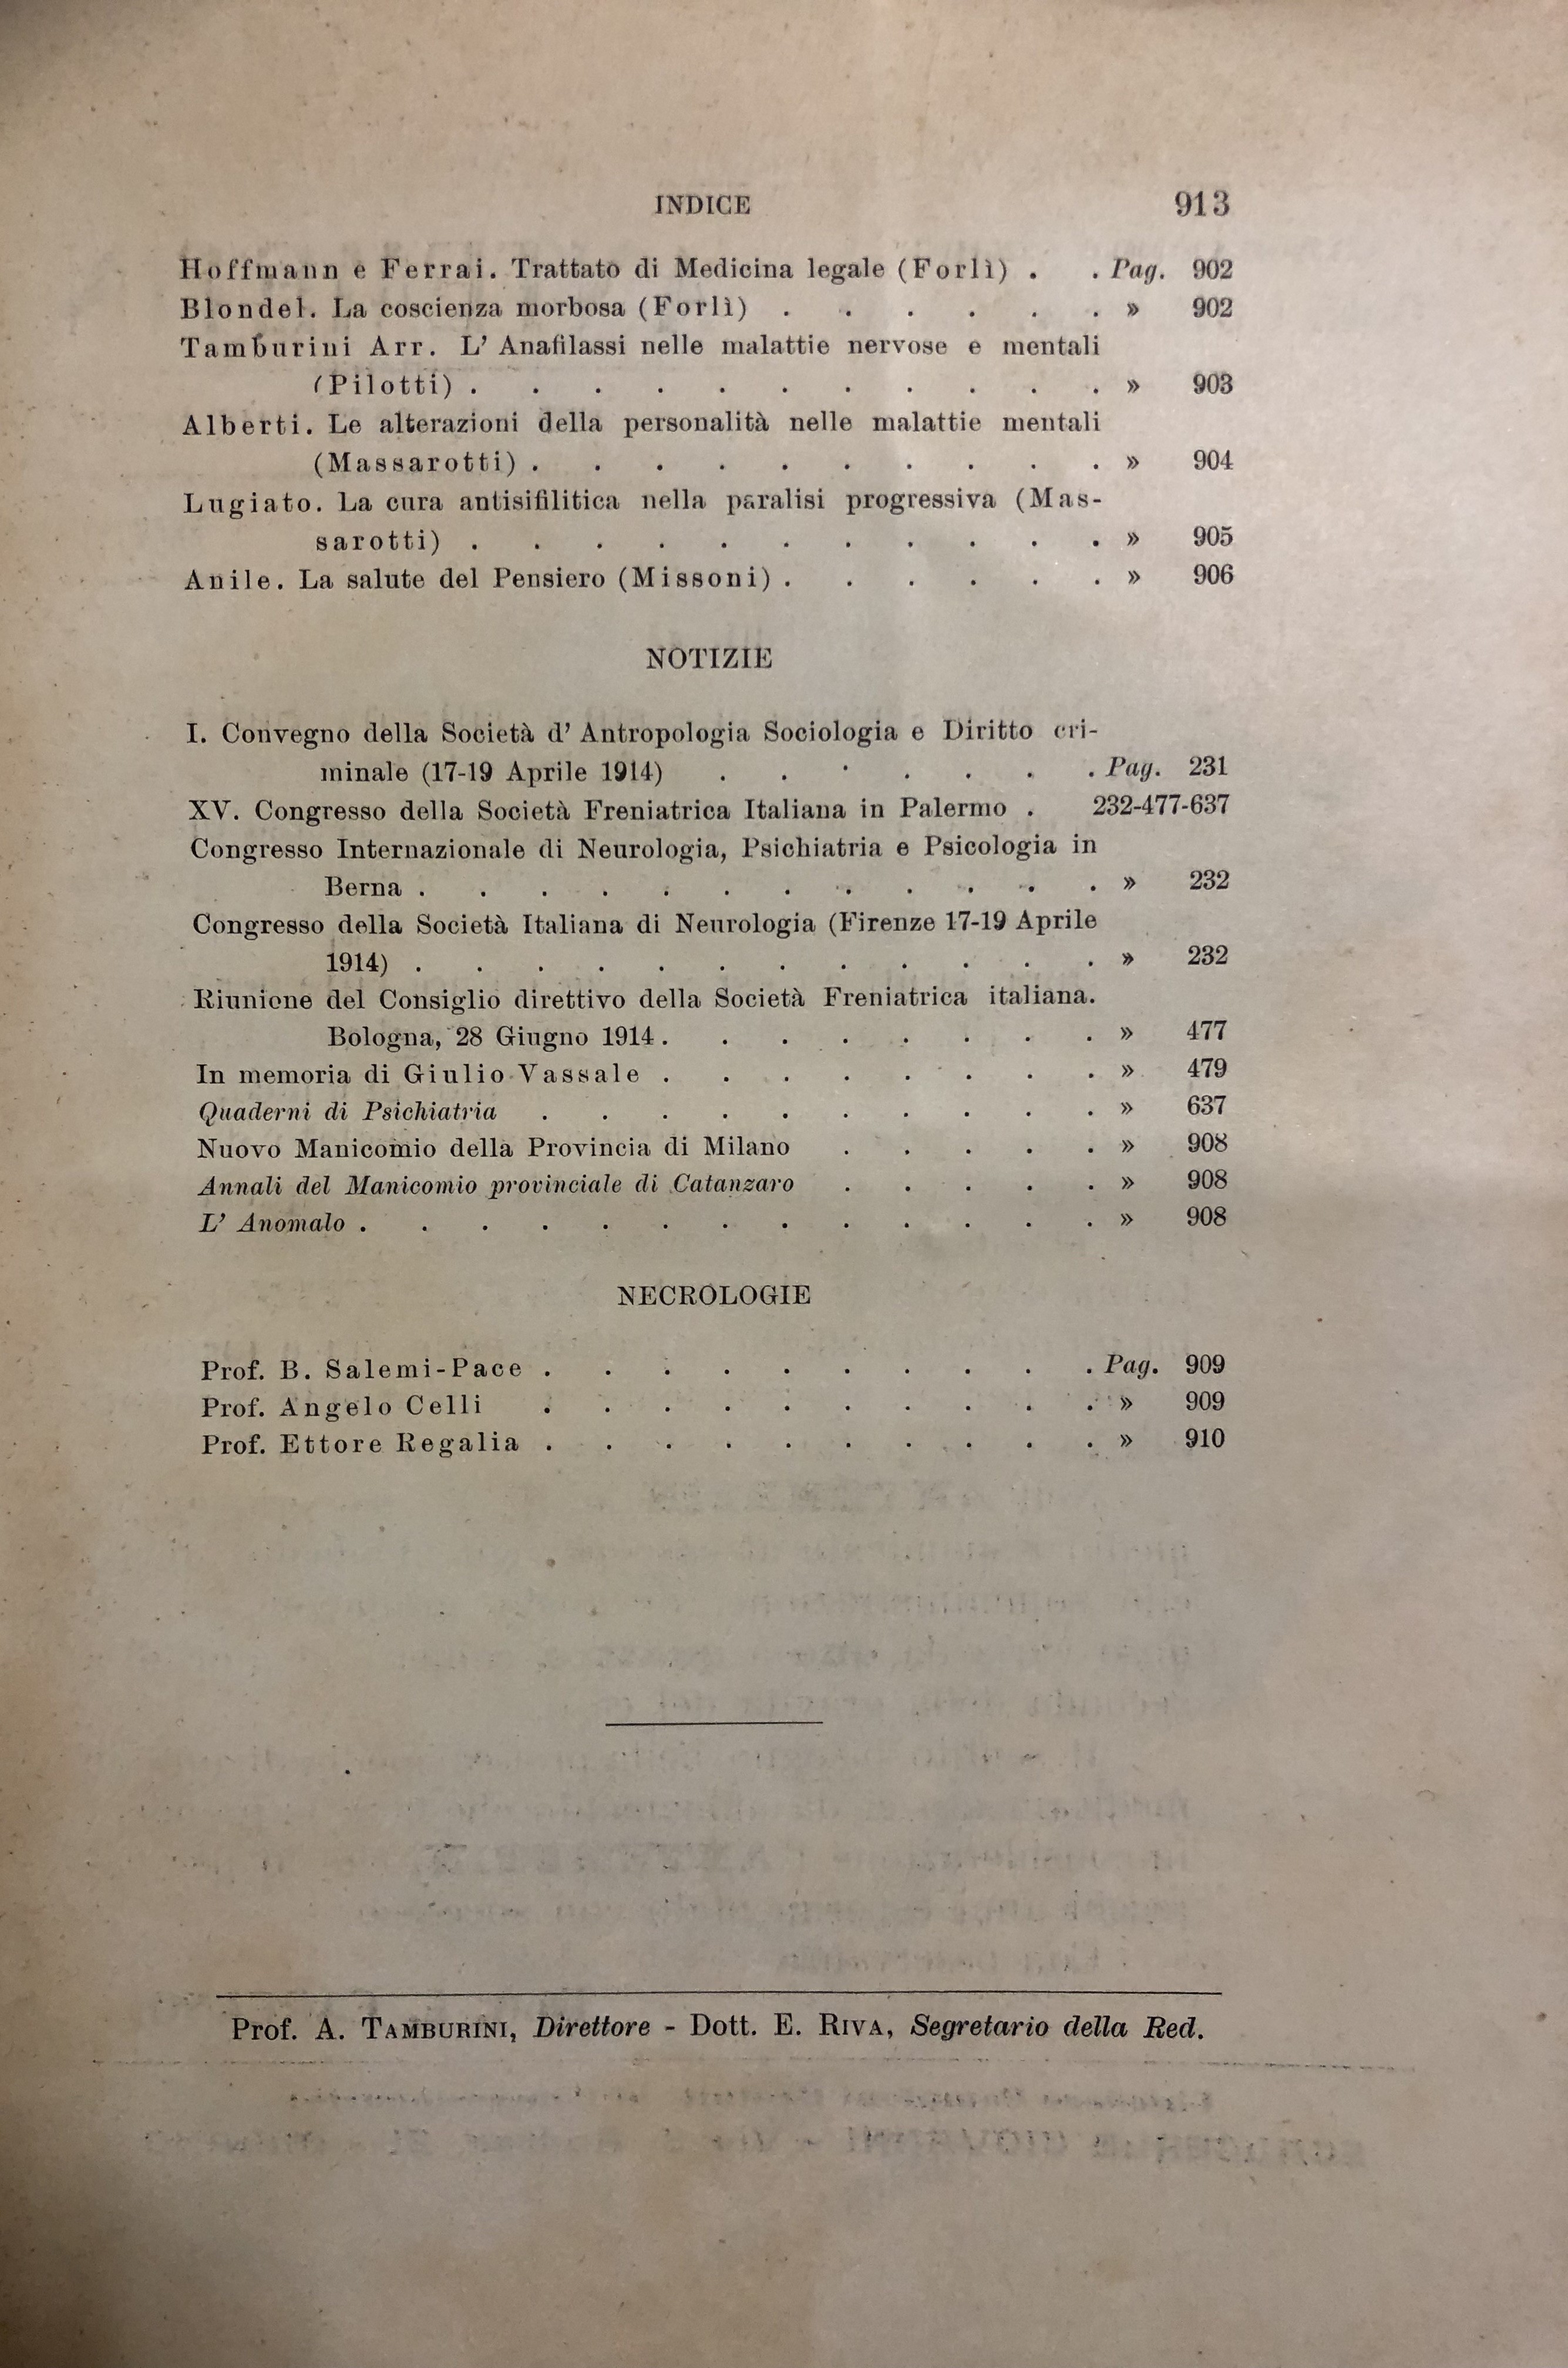 INDICE 913
Hoffmann e Ferrai. Trattato di Medicina legale (Forlì) . . Pag. 902
Blondel. La coscienza morbosa (Forlì) . . . . . . » 902
Tamburini Arr. L' Anafilassi nelle malattie nervose e mentali
(Pilotti) . . . . . . . . . . . » 903
Alberti. Le alterazioni della personalità nelle malattie mentali
(Massarotti) . . . . . . . . . . » 904
Lugiato. La cura antisifilitica nella paralisi progressiva (Mas-
sarotti) . . . . . . . . . . . » 905
Anile. La salute del Pensiero (Missoni) . . . . . . » 906
NOTIZIE
I. Convegno della Società d' Antropologia Sociologia e Diritto cri-
minale (17-19 Aprile 1914) . . . . . . . Pag. 231
XV. Congresso della Società Freniatrica Italiana in Palermo . 232-477-637
Congresso Internazionale di Neurologia, Psichiatria e Psicologia in
Berna . . . . . . . . . . . . » 232
Congresso della Società Italiana di Neurologia (Firenze 17-19 Aprile
1914) . . . . . . . . . . . . » 232
Riunione del Consiglio direttivo della Società Freniatrica italiana.
Bologna, 28 Giugno 1914 . . . . . . . . » 477
In memoria di Giulio Vassale . . . . . . . . » 479
Quaderni di Psichiatria . . . . . . . . . . » 637
Nuovo Manicomio della Provincia di Milano . . . . . » 908
Annali del Manicomio provinciale di Catanzaro . . . . . » 908
L' Anomalo . . . . . . . . . . . . . » 908
NECROLOGIE
Prof. B. Salemi-Pace . . . . . . . . . . Pag. 909
Prof. Angelo Celli . . . . . . . . . . » 909
Prof. Ettore Regalia . . . . . . . . . . » 910
Prof. A. TAMBURINI, Direttore - Dott. E. RIVA, Segretario della Red.